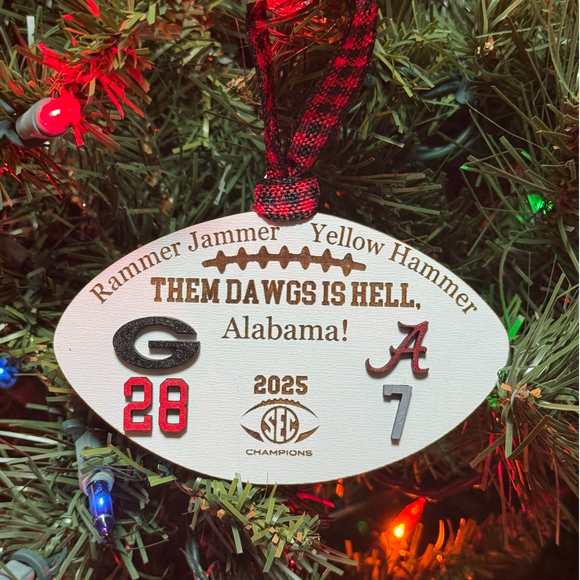 Rammer Jammer Yellow Hammer
THEM DAWGS IS HELL,
Alabama!
G A
28 7
2025
SEC
CHAMPIONS